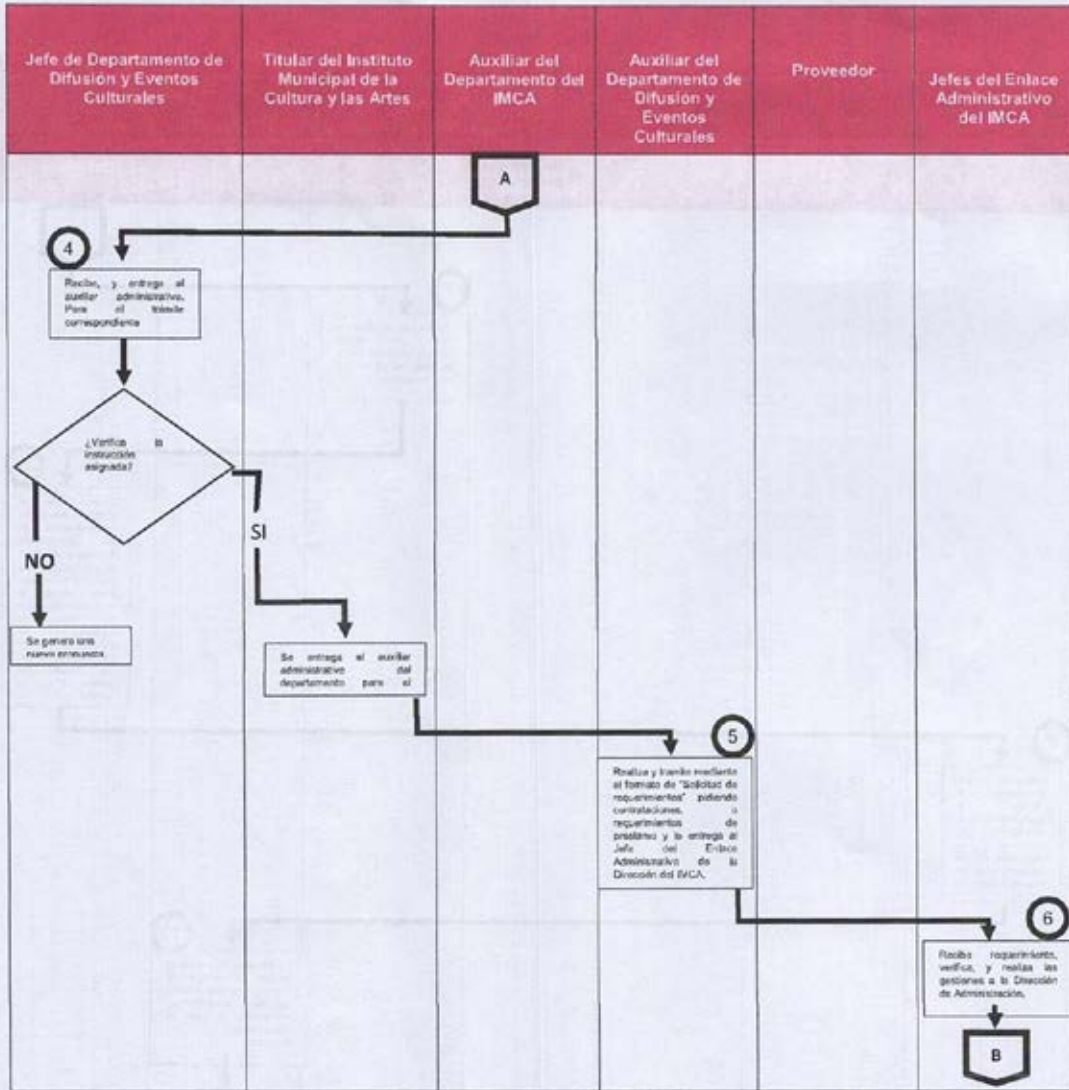 Jefe de Departamento de
Difusión y Eventos
Culturales
Titular del Instituto
Municipal de la
Cultura y las Artes
Auxiliar del
Departamento del
IMCA
Auxiliar del
Departamento de
Difusión y
Eventos
Culturales
Proveedor
Jefes del Enlace
Administrativo
del IMCA
A
4
Recibe, y entrega al
auxiliar administrativo.
Para el trámite
correspondiente
¿Verifica la
instrucción
asignada?
NO
SI
Se genera una
nueva
Se entrega al auxiliar
administrativo del
departamento para el
5
Realiza y tramite mediante
el formato de "Solicitud de
requerimientos" pidiendo
contrataciones, o
requerimientos de
préstamo y lo entrega al
Jefe del Enlace
Administrativo de la
Dirección del IMCA.
6
Recibe requerimiento,
verifica, y realiza las
gestiones a la Dirección
de Administración.
B